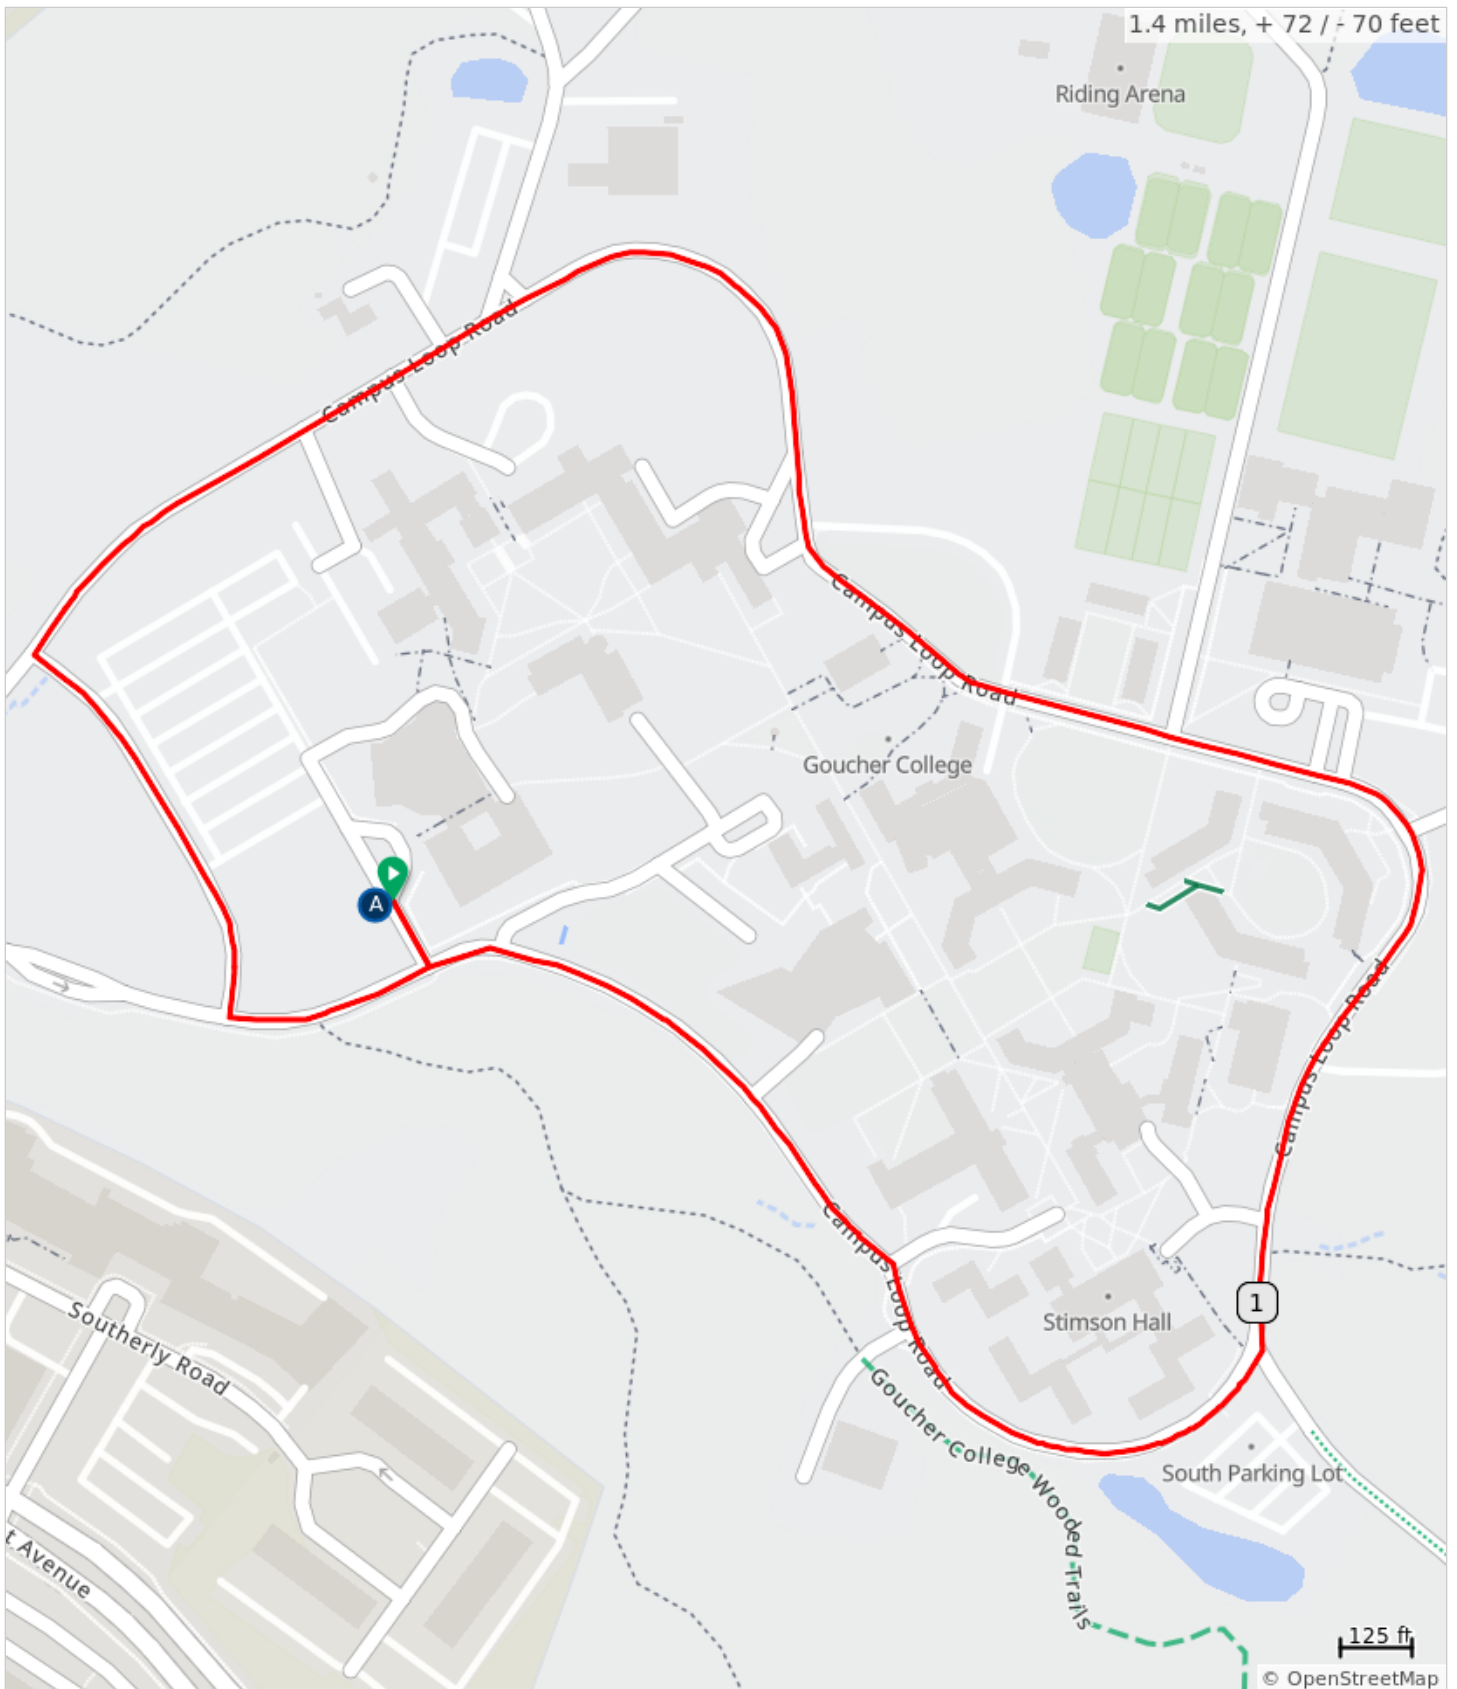 1.4 miles, + 72 / - 70 feet
Riding Arena
Campus Loop Road
Campus Loop Road
Goucher College
A
Campus Loop Road
Campus Loop Road
1
Stimson Hall
Southerly Road
Goucher College Wooded Trails
South Parking Lot
t Avenue
125 ft
© OpenStreetMap